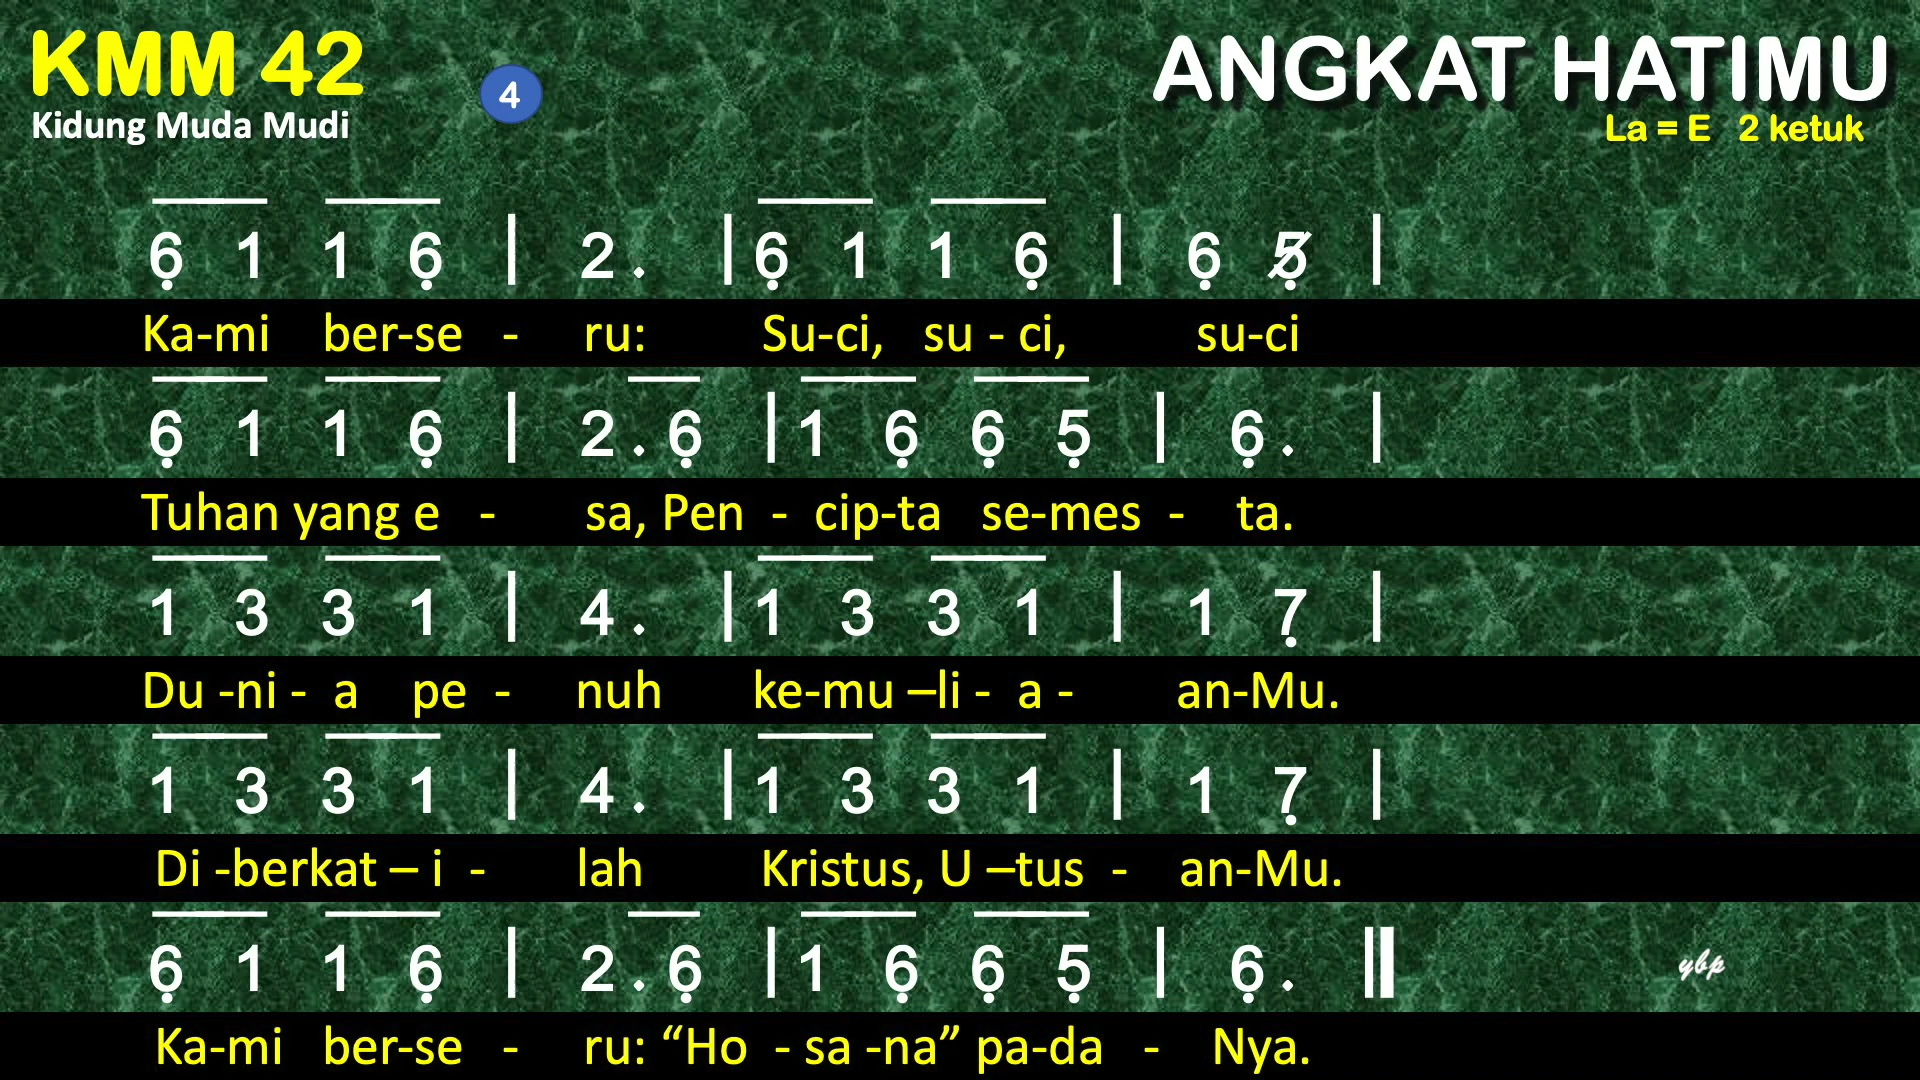 KMM 42
Kidung Muda Mudi
4
ANGKAT HATIMU
La = E 2 ketuk
6̣ 1 1 6̣ | 2 . | 6̣ 1 1 6̣ | 6̣ 5̸̣ |
Ka-mi ber-se - ru: Su-ci, su - ci, su-ci
6̣ 1 1 6̣ | 2 . 6̣ | 1 6̣ 6̣ 5̣ | 6̣ . |
Tuhan yang e - sa, Pen - cip-ta se-mes - ta.
1 3 3 1 | 4 . | 1 3 3 1 | 1 7̣ |
Du -ni - a pe - nuh ke-mu –li - a - an-Mu.
1 3 3 1 | 4 . | 1 3 3 1 | 1 7̣ |
Di -berkat – i - lah Kristus, U –tus - an-Mu.
6̣ 1 1 6̣ | 2 . 6̣ | 1 6̣ 6̣ 5̣ | 6̣ . ||
ybp
Ka-mi ber-se - ru: “Ho - sa -na” pa-da - Nya.